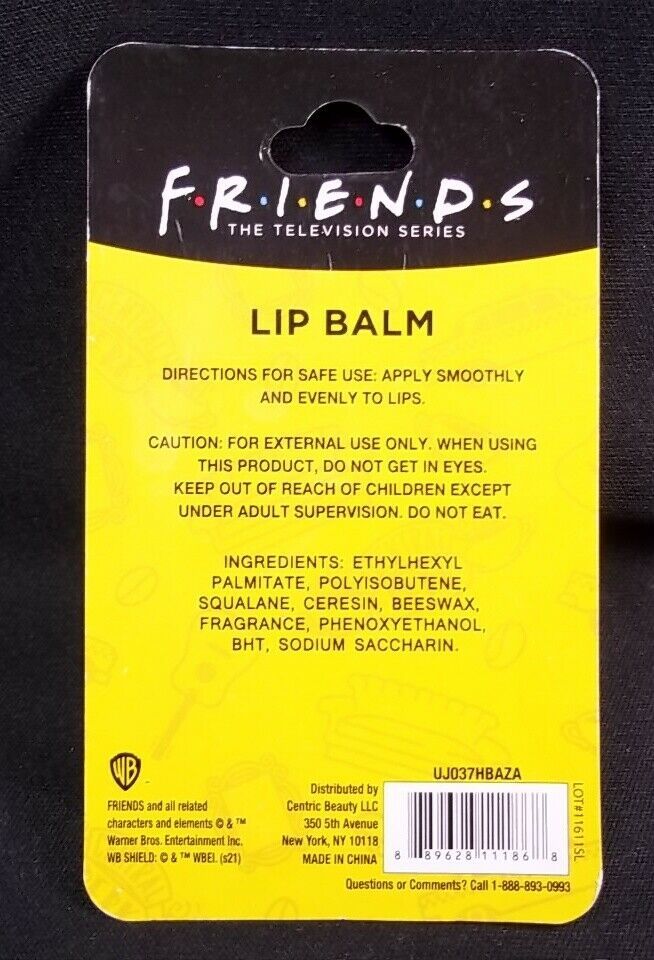 F.R.I.E.N.D.S
THE TELEVISION SERIES
LIP BALM
DIRECTIONS FOR SAFE USE: APPLY SMOOTHLY
AND EVENLY TO LIPS.
CAUTION: FOR EXTERNAL USE ONLY. WHEN USING
THIS PRODUCT, DO NOT GET IN EYES.
KEEP OUT OF REACH OF CHILDREN EXCEPT
UNDER ADULT SUPERVISION. DO NOT EAT.
INGREDIENTS: ETHYLHEXYL
PALMITATE, POLYISOBUTENE,
SQUALANE, CERESIN, BEESWAX,
FRAGRANCE, PHENOXYETHANOL,
BHT, SODIUM SACCHARIN.
WB
FRIENDS and all related
characters and elements © & ™
Warner Bros. Entertainment Inc.
WB SHIELD: © & ™ WBEI. (s21)
Distributed by
Centric Beauty LLC
350 5th Avenue
New York, NY 10118
MADE IN CHINA
UJ037HBAZA
8 89628 11186 8
LOT#11611SL
Questions or Comments? Call 1-888-893-0993